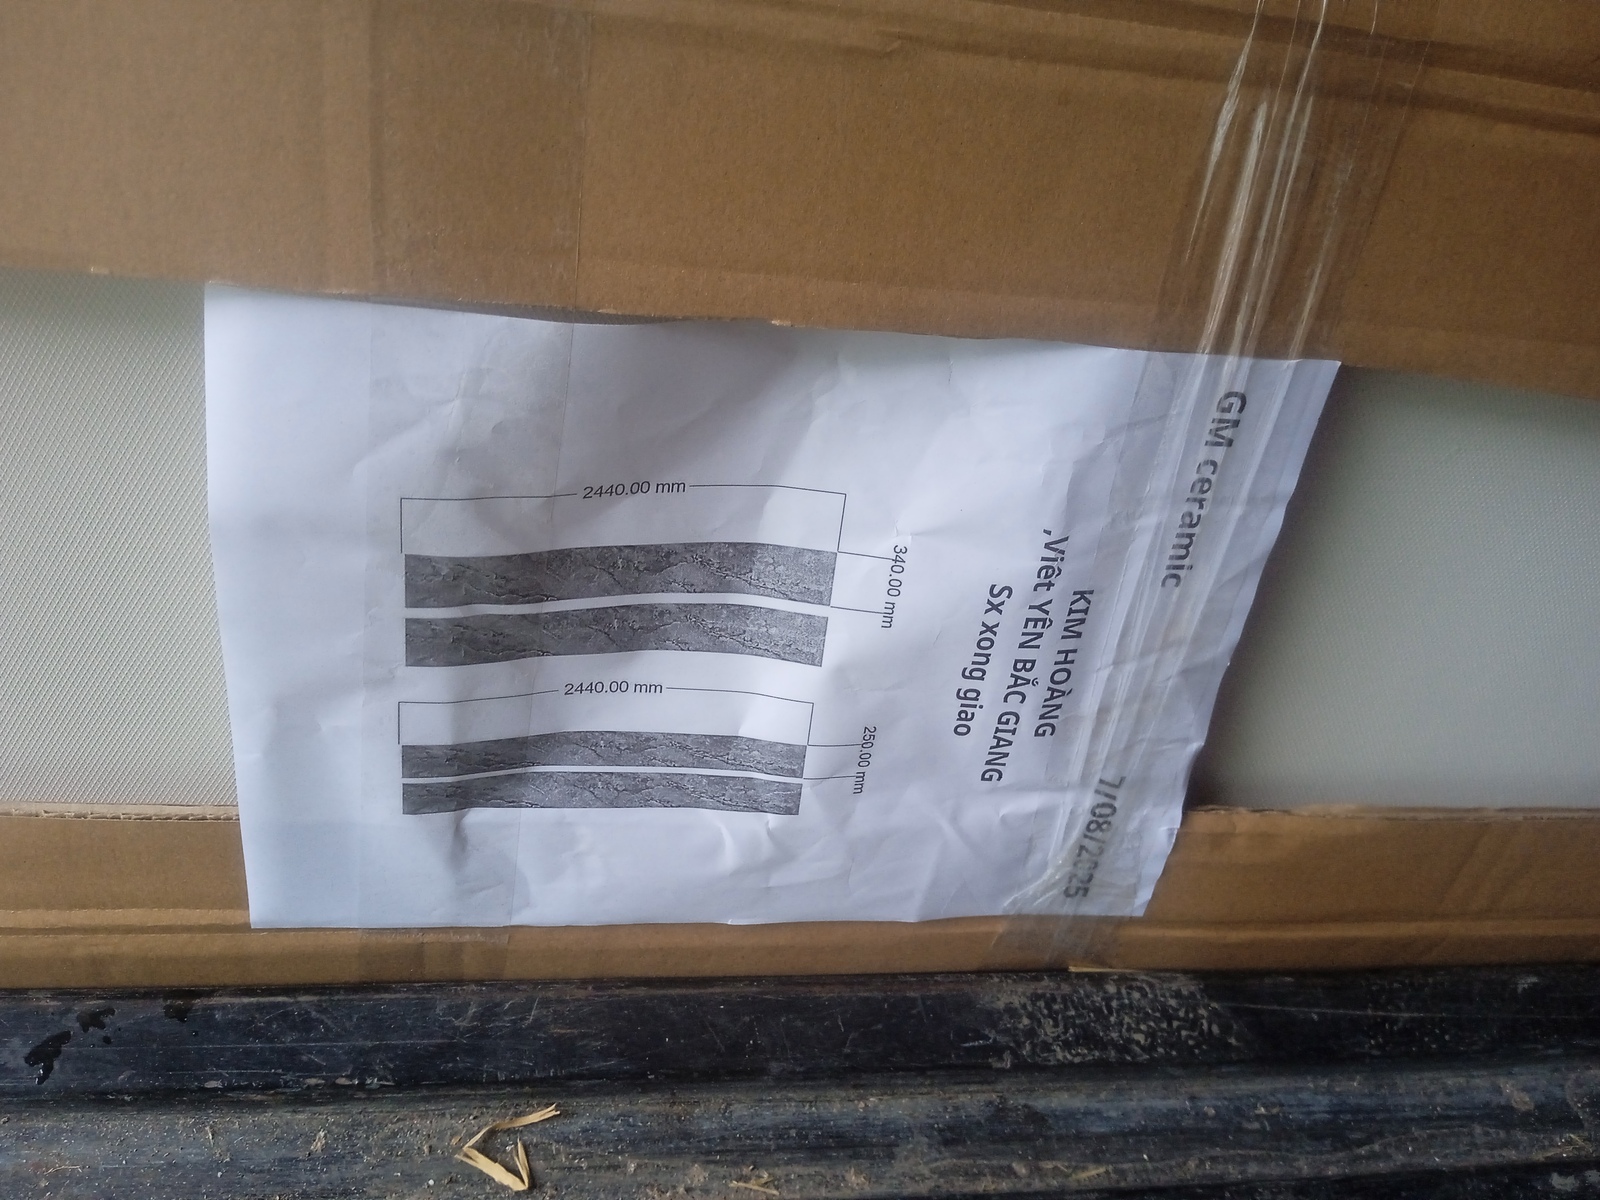 GM ceramic
7/08/2025
KIM HOÀNG
,Việt YÊN BẮC GIANG
Sx xong giao
2440.00 mm
340.00 mm
2440.00 mm
250.00 mm